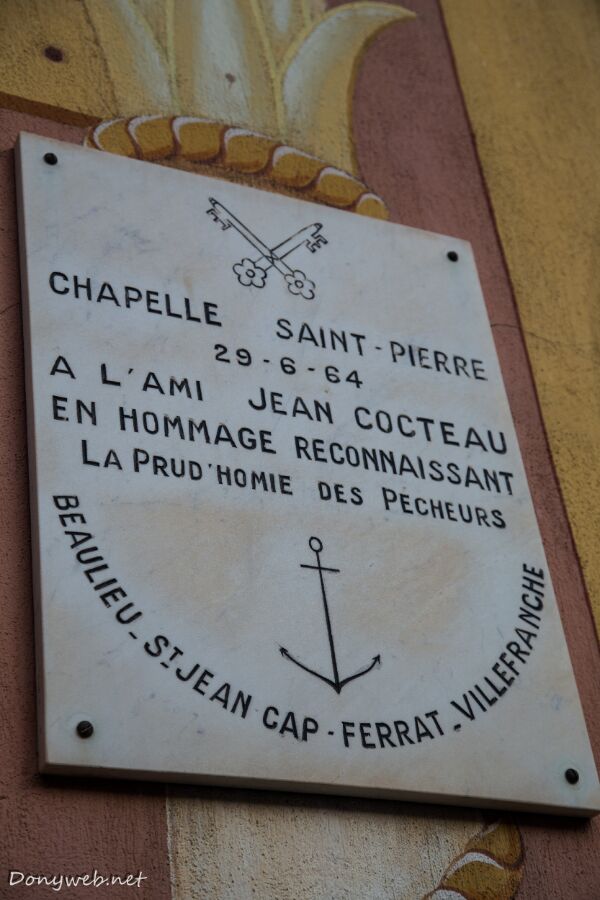 CHAPELLE SAINT-PIERRE
29-6-64
A L'AMI JEAN COCTEAU
EN HOMMAGE RECONNAISSANT
LA PRUD'HOMIE DES PECHEURS
BEAULIEU-ST JEAN CAP-FERRAT-VILLEFRANCHE
Donyweb.net